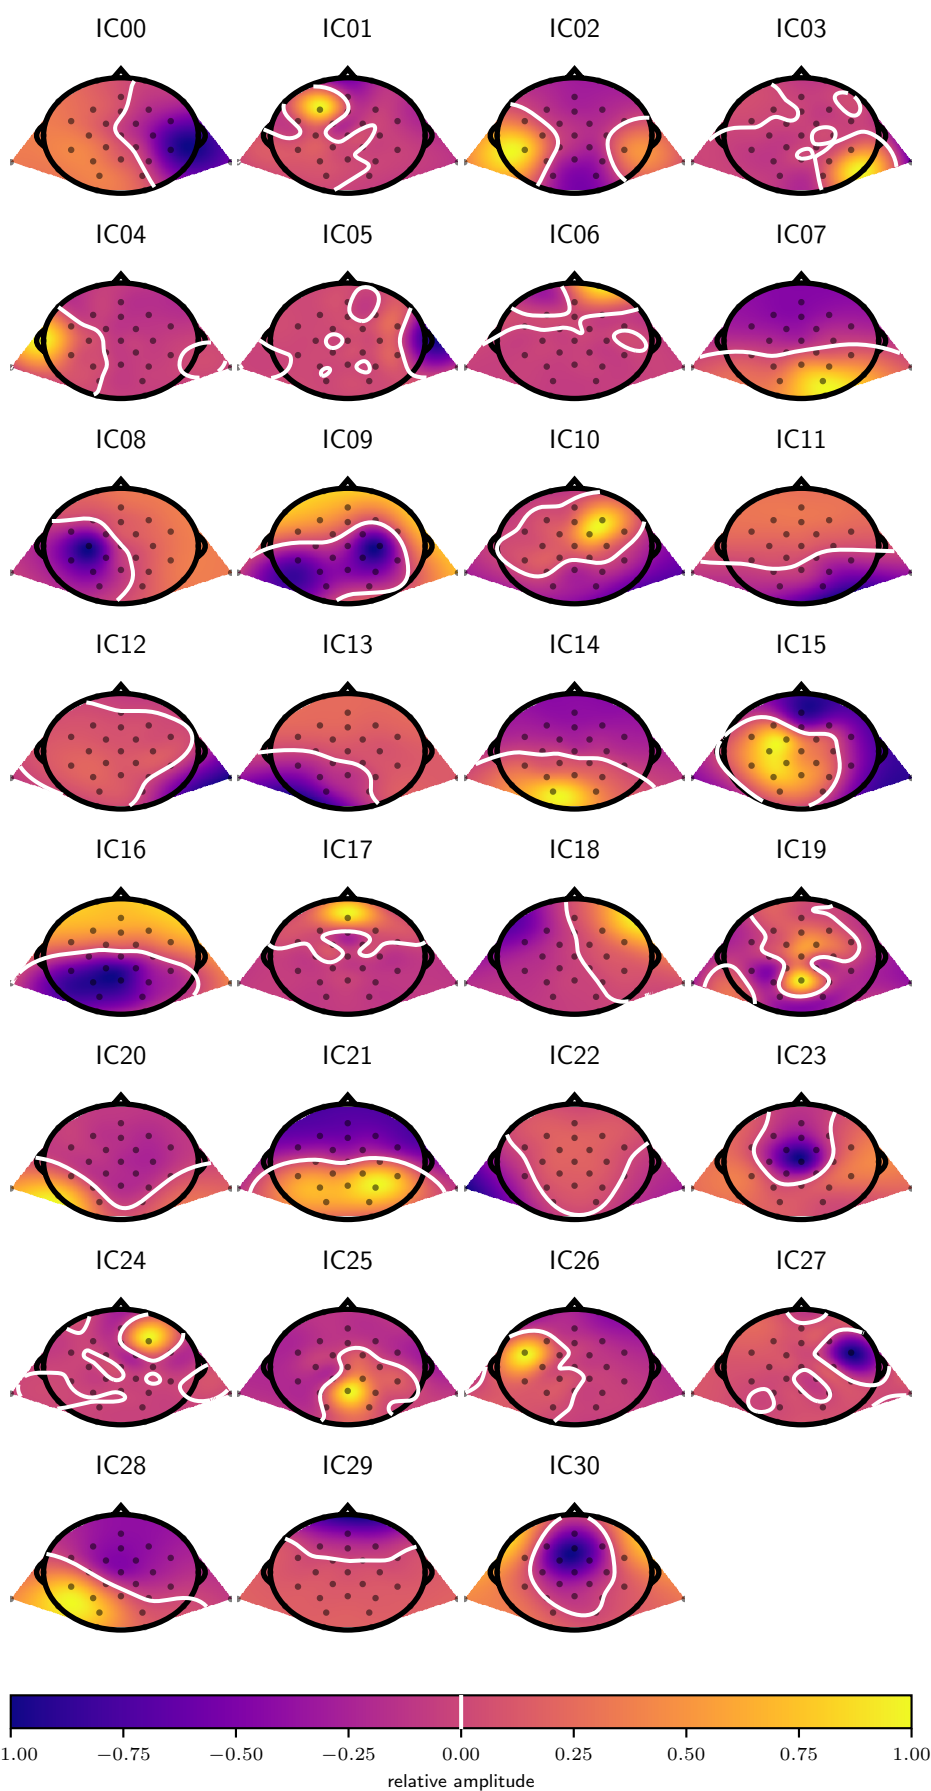 IC00 IC01 IC02 IC03
IC04 IC05 IC06 IC07
IC08 IC09 IC10 IC11
IC12 IC13 IC14 IC15
IC16 IC17 IC18 IC19
IC20 IC21 IC22 IC23
IC24 IC25 IC26 IC27
IC28 IC29 IC30
1.00 −0.75 −0.50 −0.25 0.00 0.25 0.50 0.75 1.00
relative amplitude